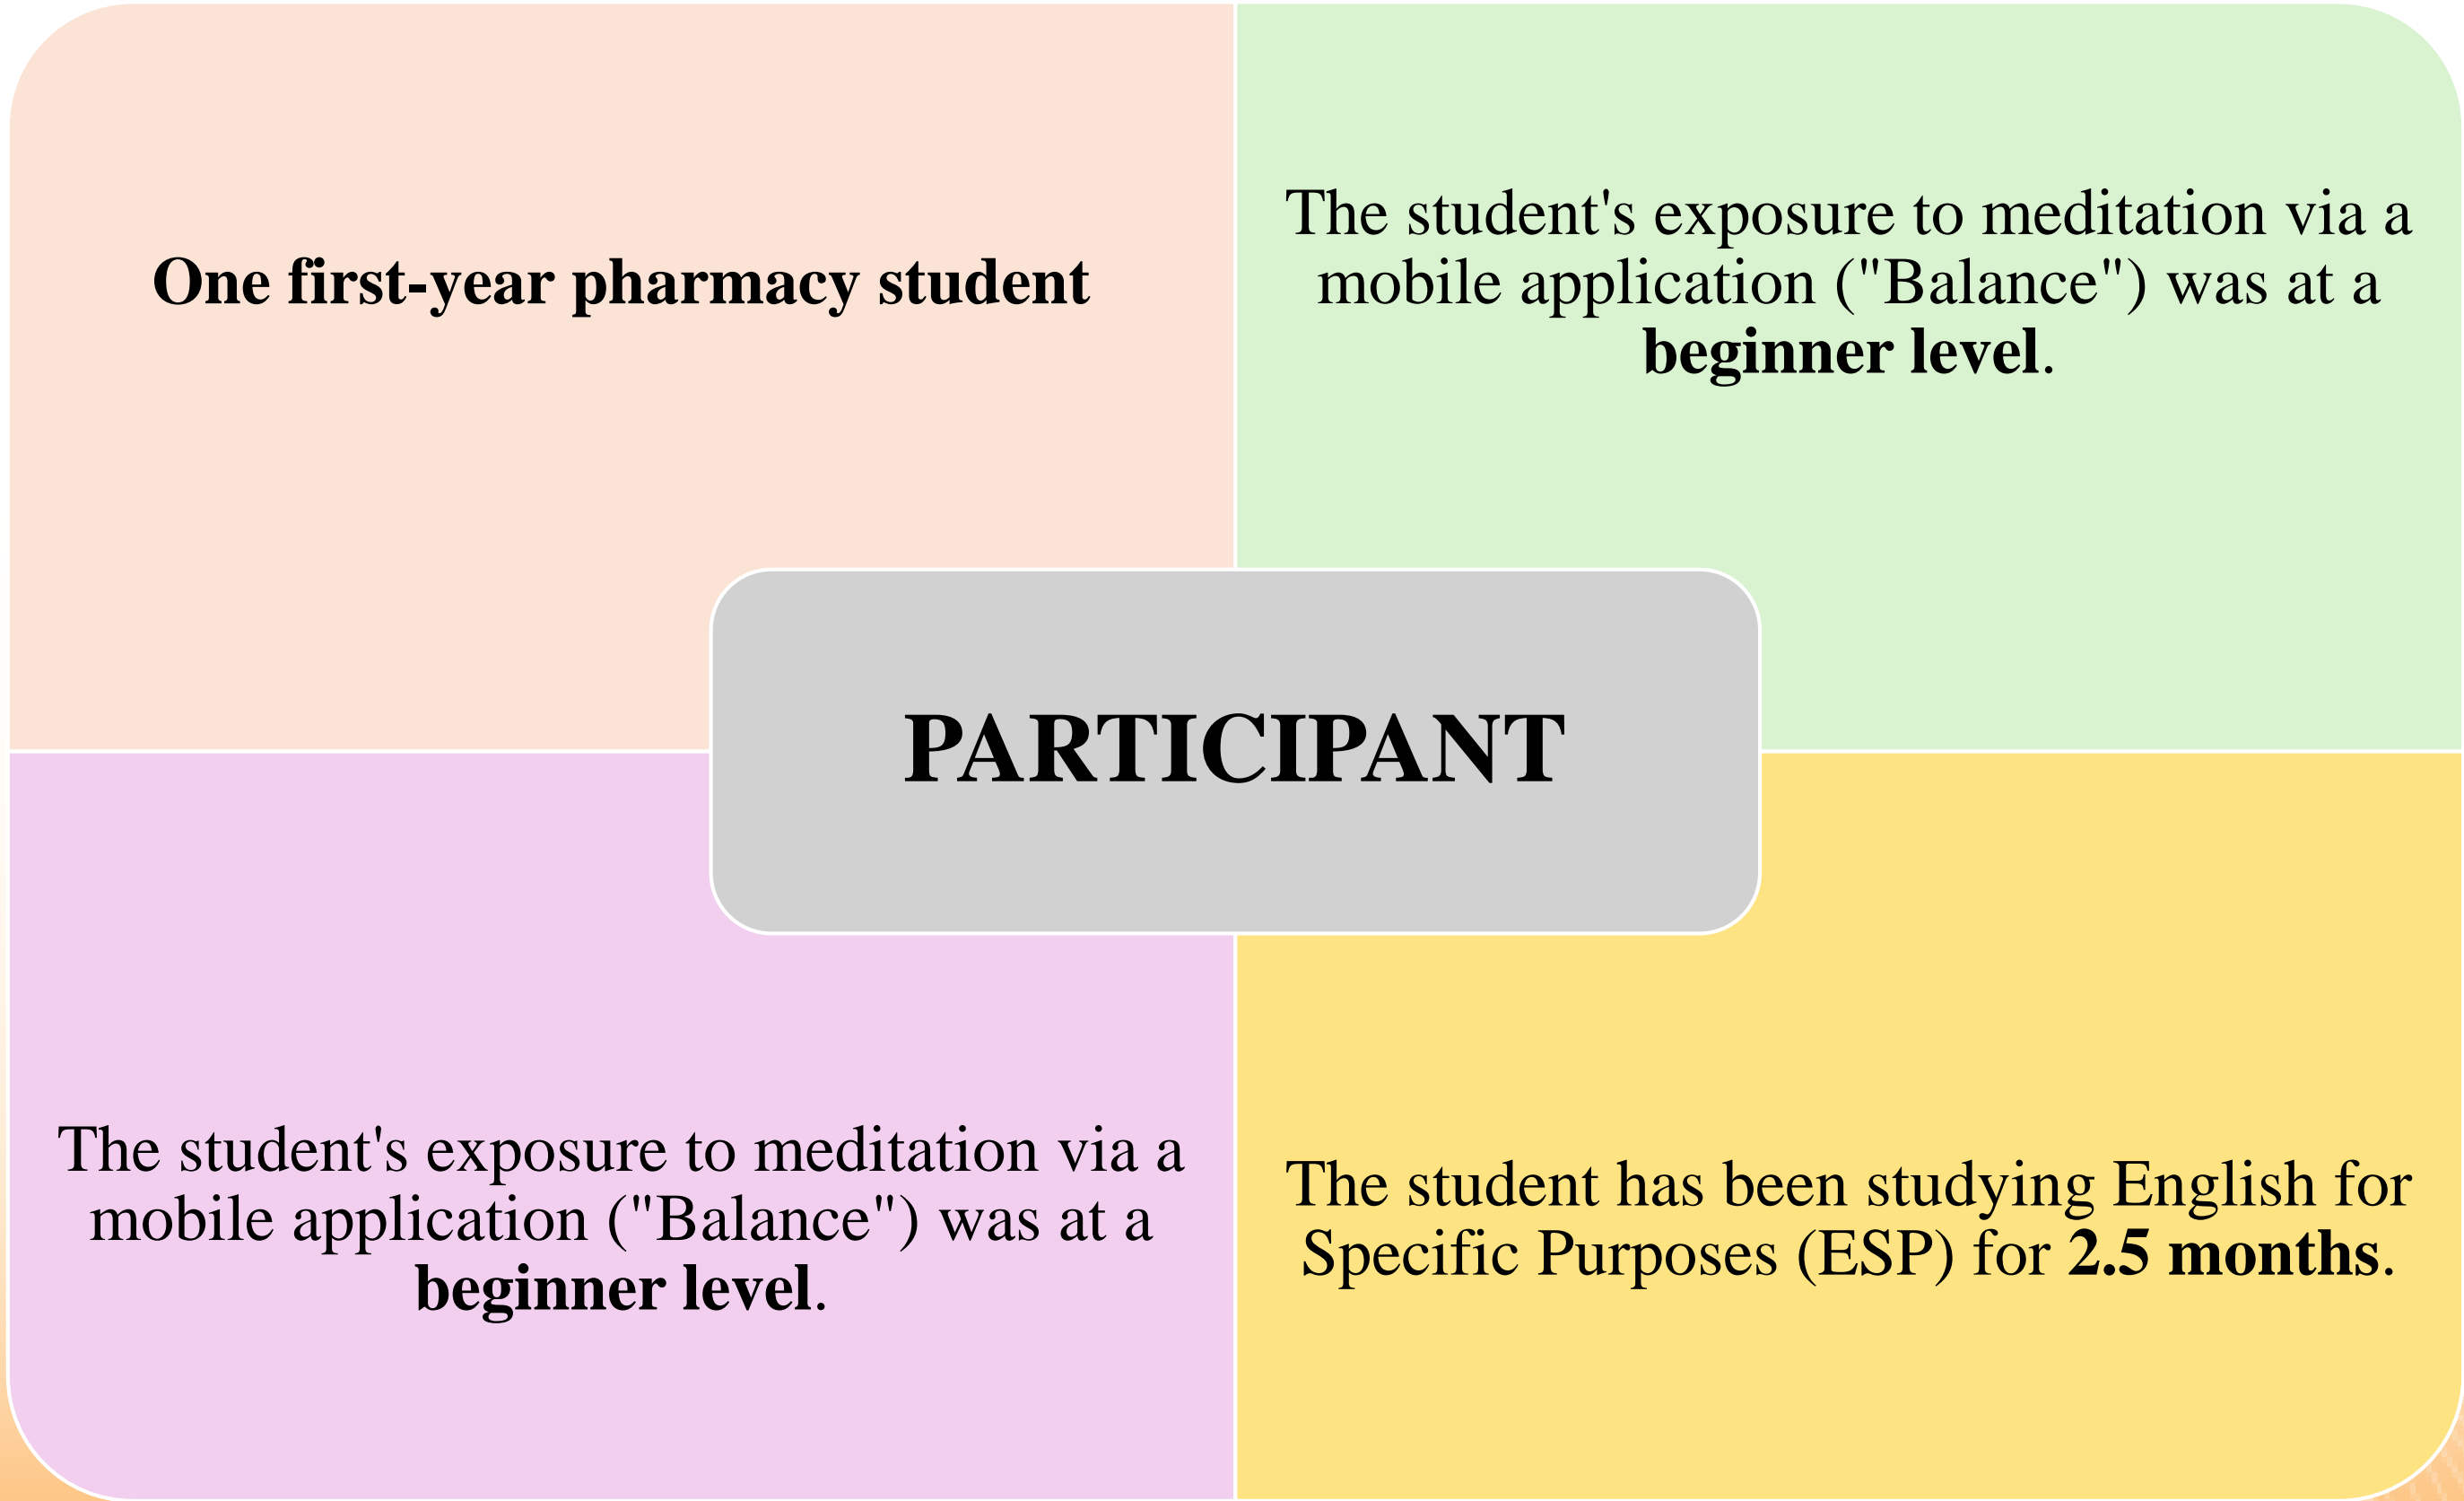 One first-year pharmacy student
The student's exposure to meditation via a
mobile application ("Balance") was at a
beginner level.
PARTICIPANT
The student's exposure to meditation via a
mobile application ("Balance") was at a
beginner level.
The student has been studying English for
Specific Purposes (ESP) for 2.5 months.